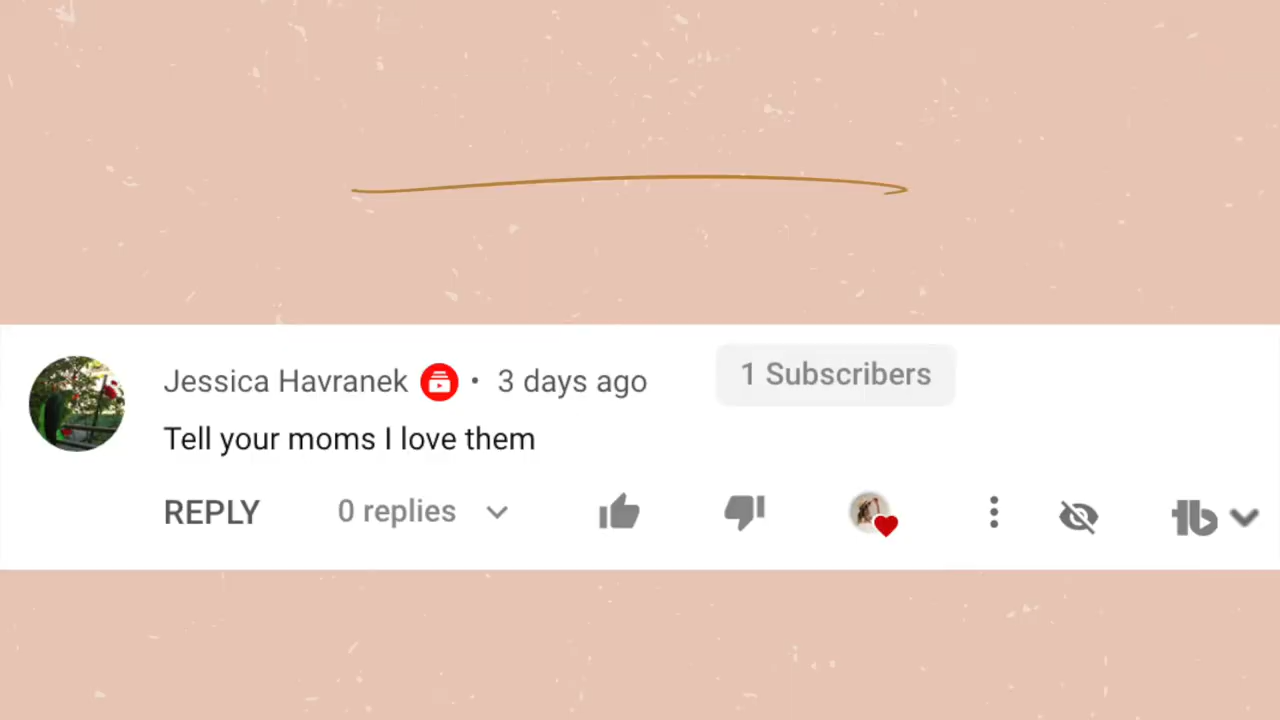 Jessica Havranek • 3 days ago 1 Subscribers
Tell your moms I love them
REPLY 0 replies